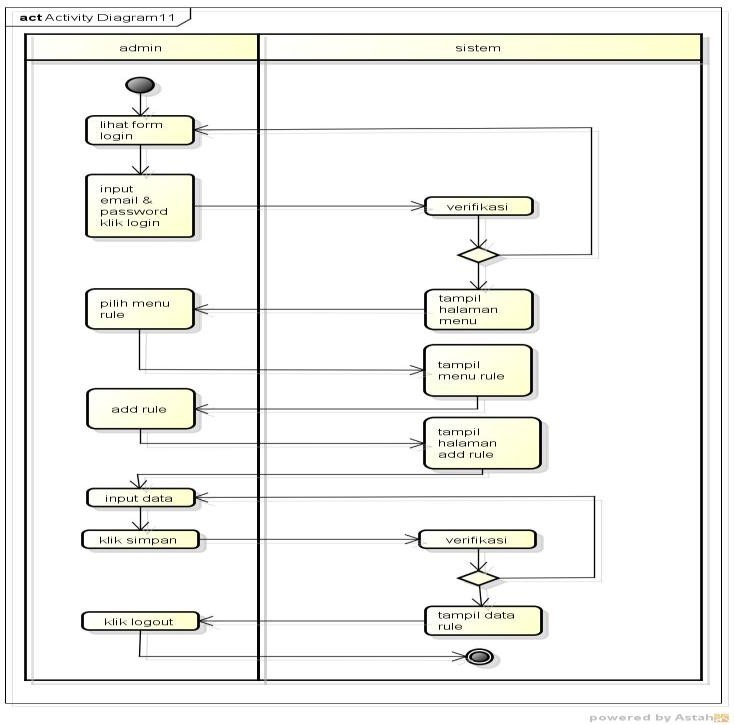 act Activity Diagram11
admin
sistem
lihat form
login
input
email &
password
klik login
verifikasi
tampil
halaman
menu
pilih menu
rule
tampil
menu rule
add rule
tampil
halaman
add rule
input data
klik simpan
verifikasi
tampil data
rule
klik logout
powered by Astah